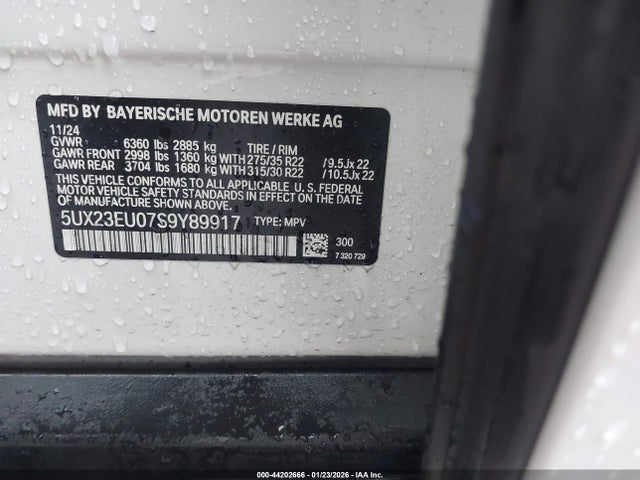 MFD BY BAYERISCHE MOTOREN WERKE AG
11/24
GVWR 6360 lbs 2885 kg TIRE / RIM
GAWR FRONT 2998 lbs 1360 kg WITH 275/35 R22 / 9.5Jx 22
GAWR REAR 3704 lbs 1680 kg WITH 315/30 R22 / 10.5Jx 22
THIS VEHICLE CONFORMS TO ALL APPLICABLE U. S. FEDERAL
MOTOR VEHICLE SAFETY STANDARDS IN EFFECT ON THE DATE
OF MANUFACTURE SHOWN ABOVE.
5UX23EU07S9Y89917 TYPE: MPV
300
7 320 729
000-44202666 - 01/23/2026 - IAA Inc.